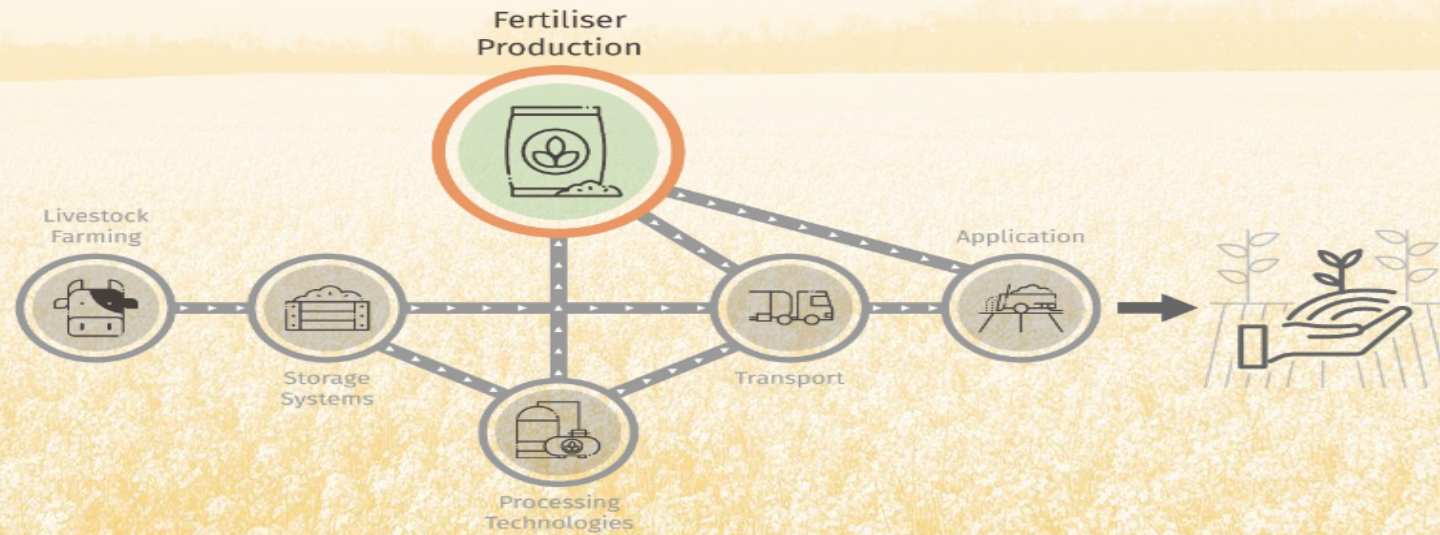 Fertiliser
Production
Livestock
Farming
Application
Storage
Systems
Transport
Processing
Technologies